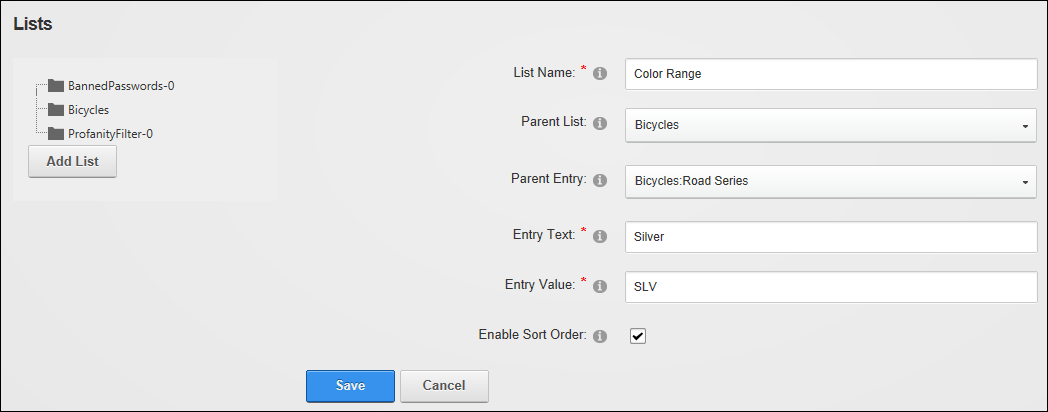 Lists
BannedPasswords-0
Bicycles
ProfanityFilter-0
Add List
List Name: * Color Range
Parent List: Bicycles
Parent Entry: Bicycles:Road Series
Entry Text: * Silver
Entry Value: * SLV
Enable Sort Order:
Save Cancel